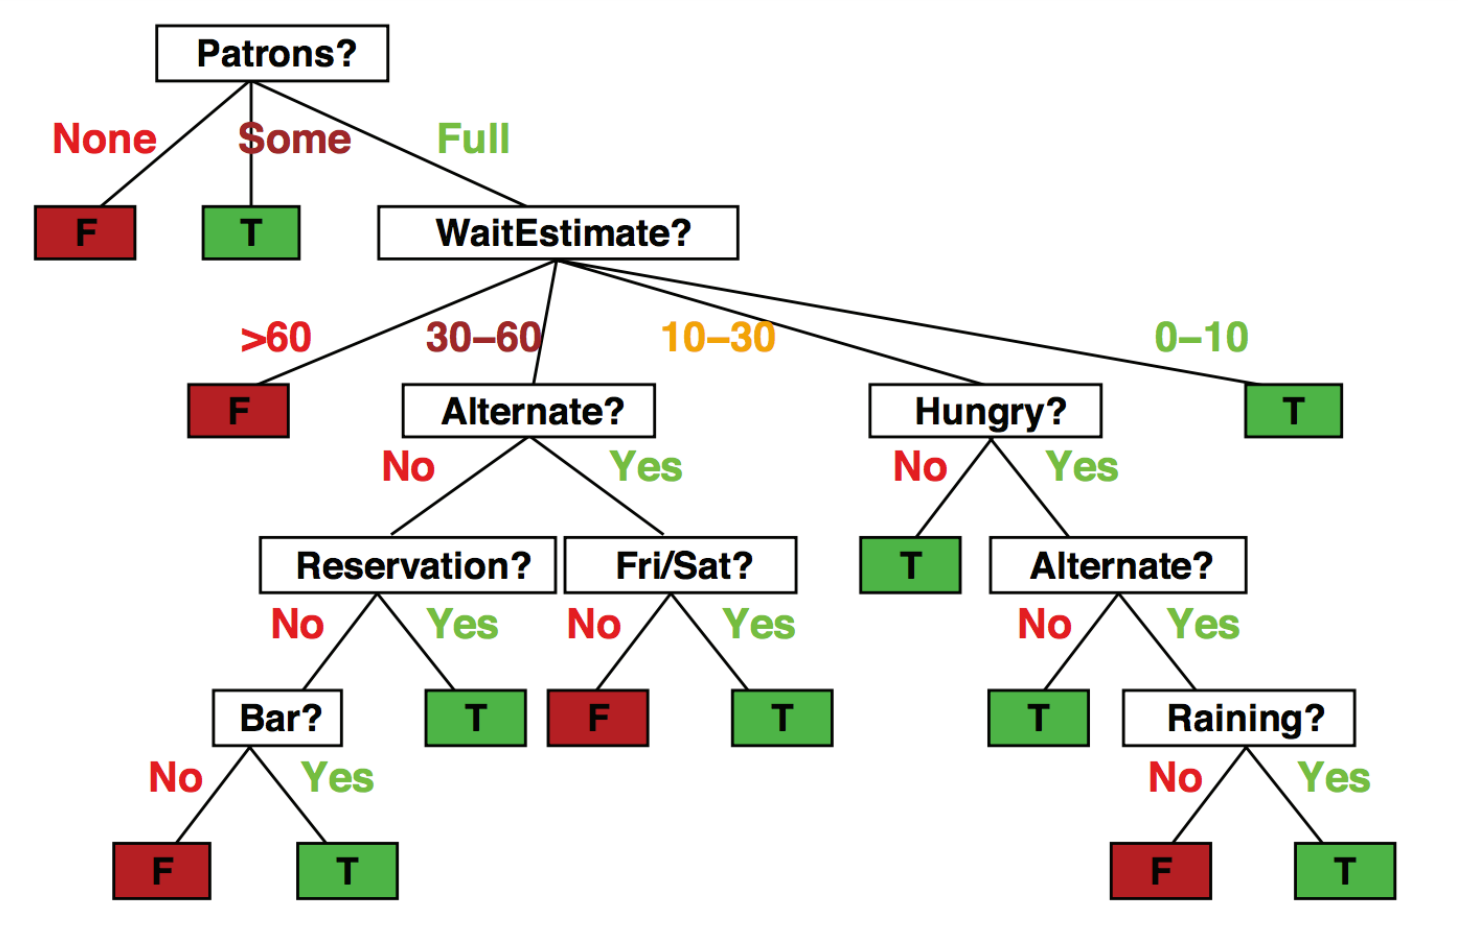 Patrons?
None Some Full
F T WaitEstimate?
>60 30–60 10–30 0–10
F Alternate? Hungry? T
No Yes No Yes
Reservation? Fri/Sat? T Alternate?
No Yes No Yes No Yes
Bar? T F T T Raining?
No Yes No Yes
F T F T